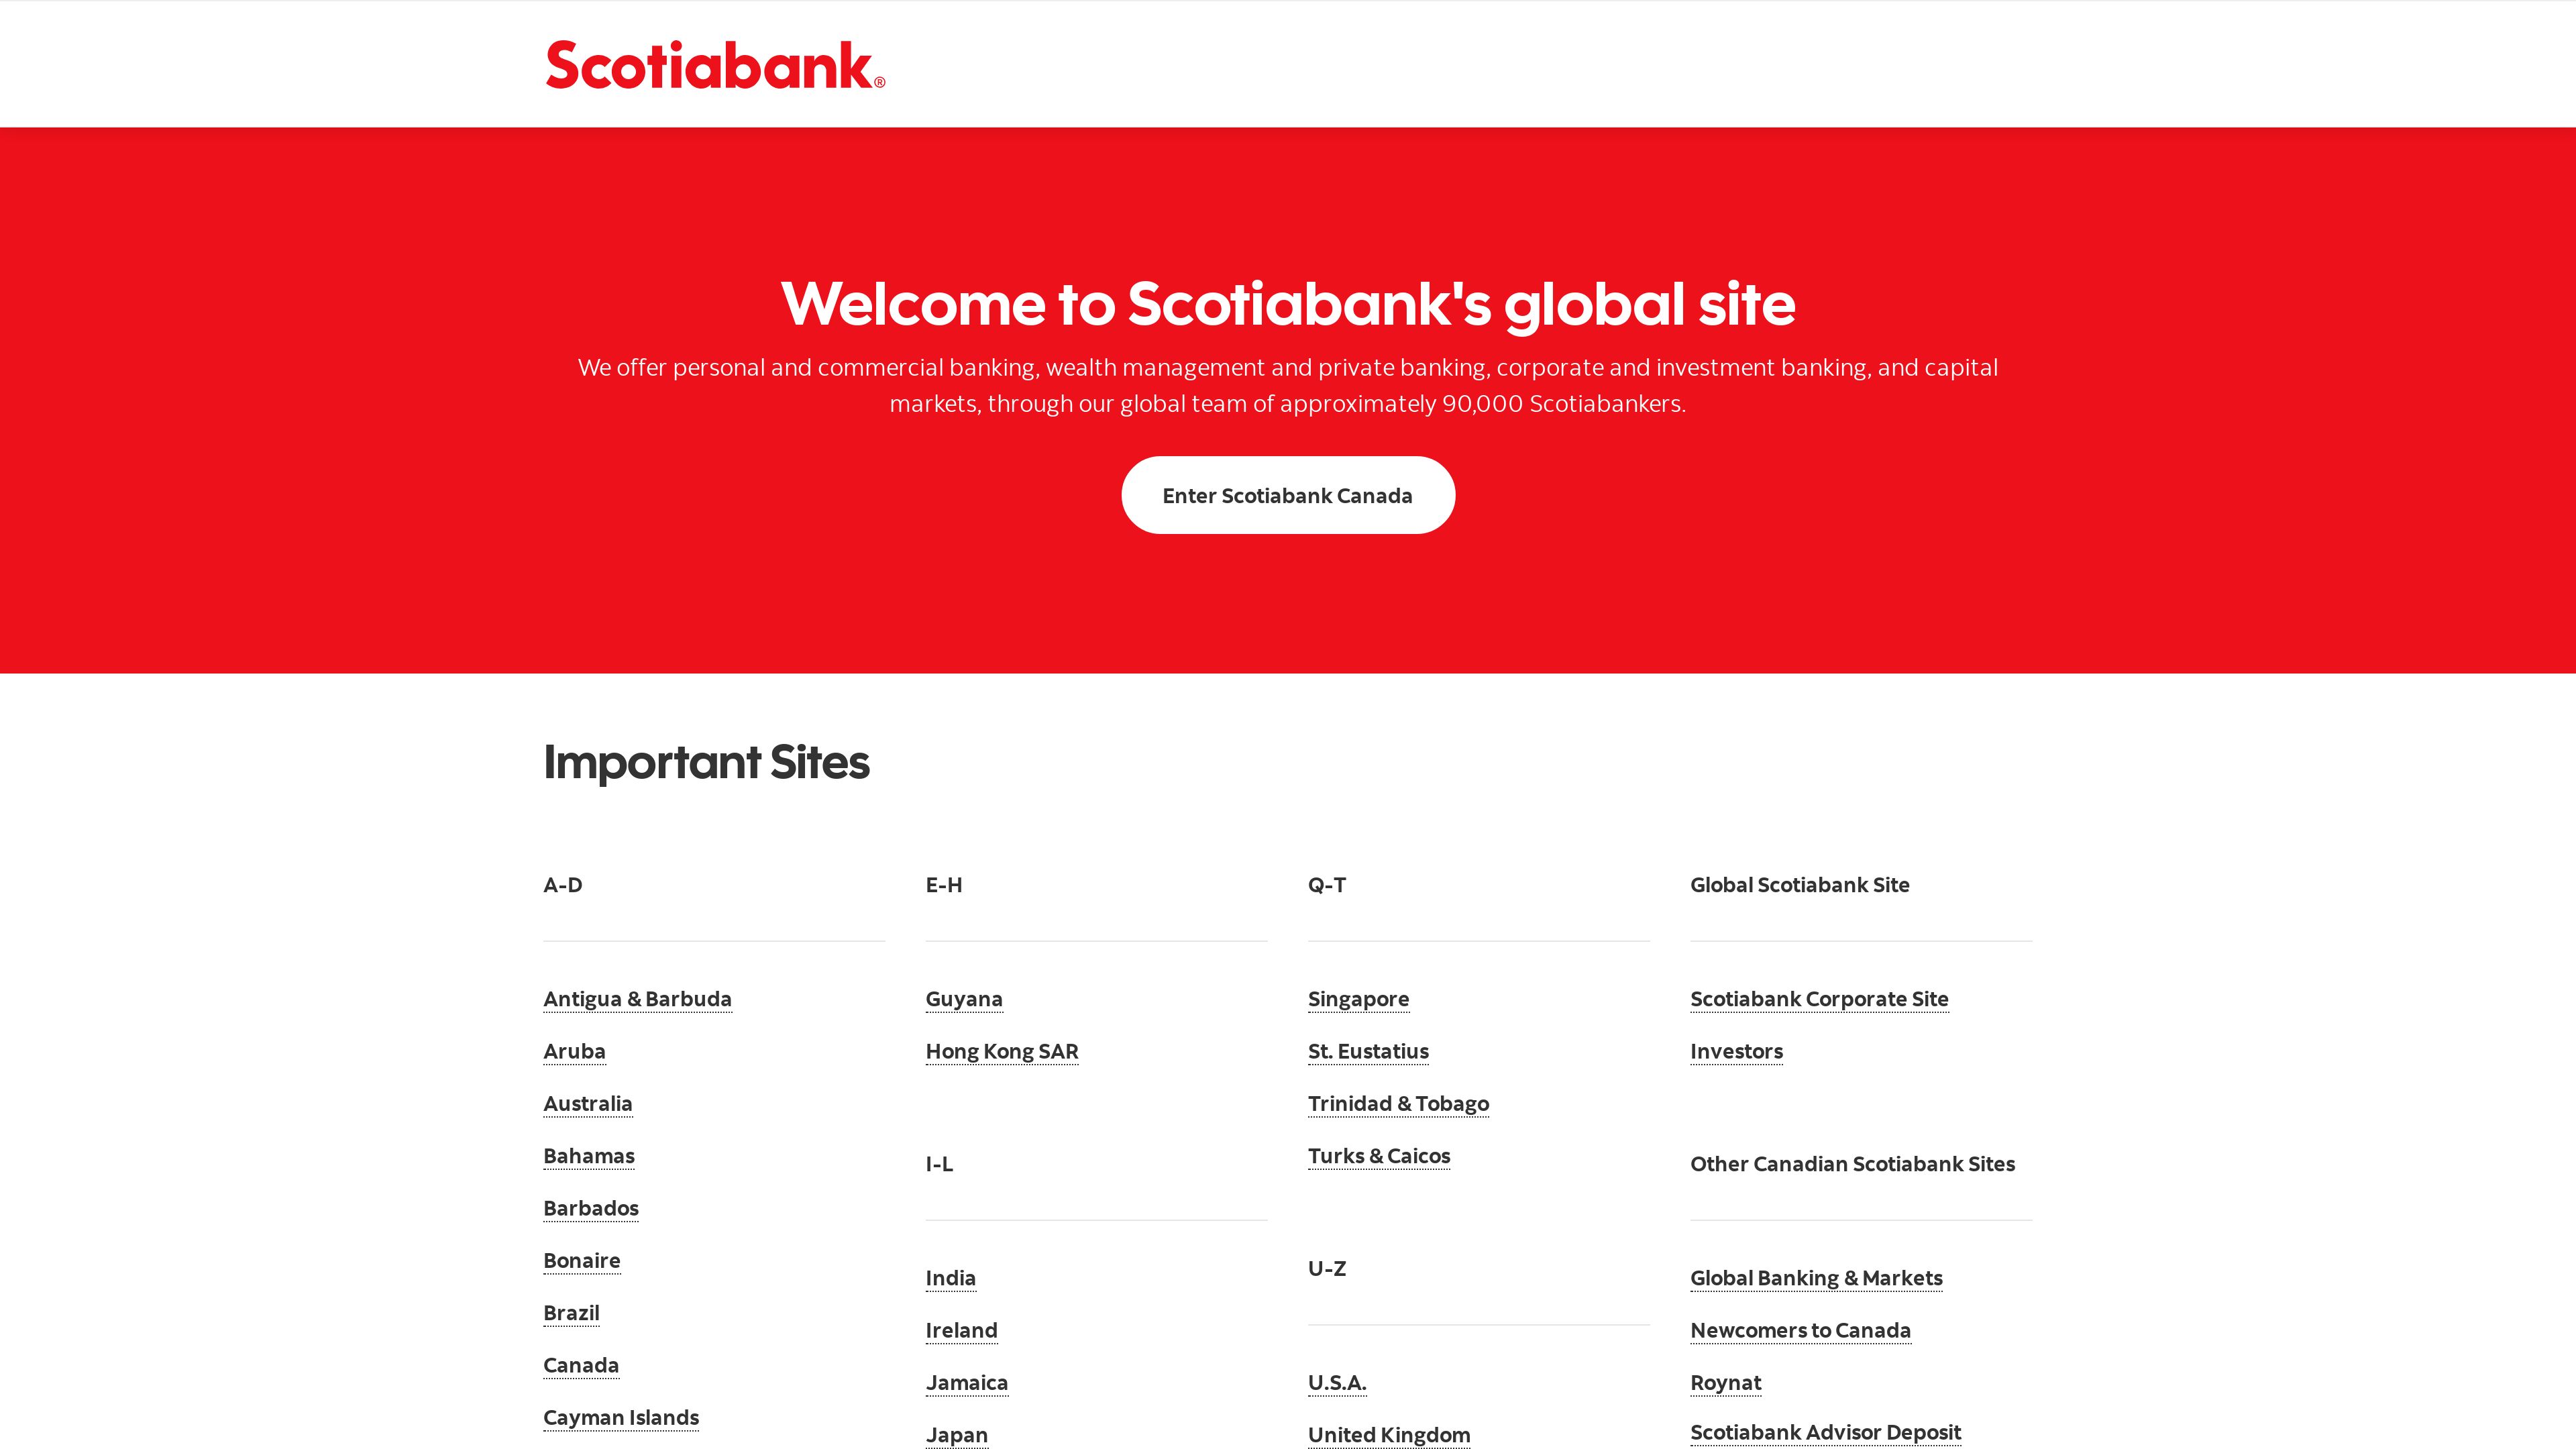 Scotiabank®
Welcome to Scotiabank's global site
We offer personal and commercial banking, wealth management and private banking, corporate and investment banking, and capital
markets, through our global team of approximately 90,000 Scotiabankers.
Enter Scotiabank Canada
Important Sites
A-D
Antigua & Barbuda
Aruba
Australia
Bahamas
Barbados
Bonaire
Brazil
Canada
Cayman Islands
E-H
Guyana
Hong Kong SAR
I-L
India
Ireland
Jamaica
Japan
Q-T
Singapore
St. Eustatius
Trinidad & Tobago
Turks & Caicos
U-Z
U.S.A.
United Kingdom
Global Scotiabank Site
Scotiabank Corporate Site
Investors
Other Canadian Scotiabank Sites
Global Banking & Markets
Newcomers to Canada
Roynat
Scotiabank Advisor Deposit